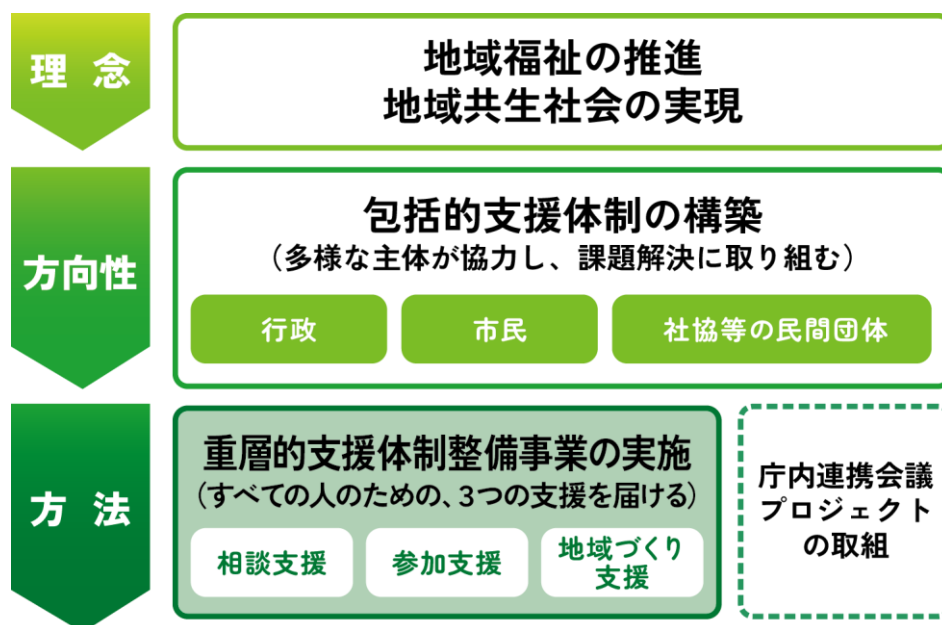 理念
地域福祉の推進
地域共生社会の実現
方向性
包括的支援体制の構築
(多様な主体が協力し、課題解決に取り組む)
行政
市民
社協等の民間団体
方法
重層的支援体制整備事業の実施
(すべての人のための、3つの支援を届ける)
相談支援
参加支援
地域づくり
支援
庁内連携会議
プロジェクト
の取組